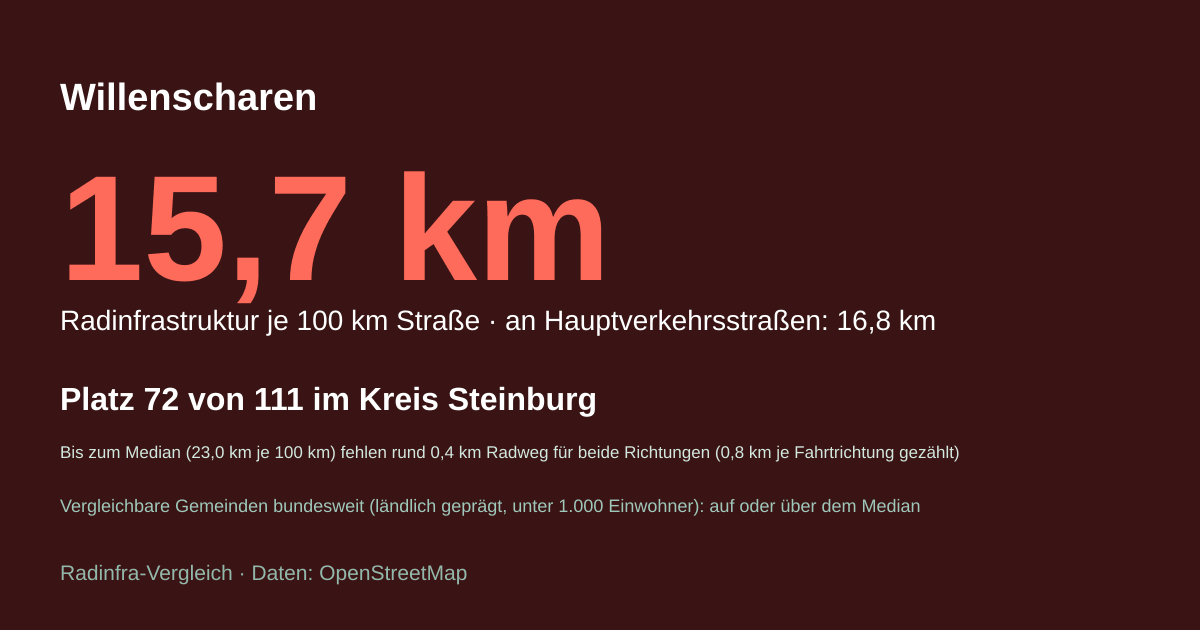 Willenscharen
15,7 km
Radinfrastruktur je 100 km Straße · an Hauptverkehrsstraßen: 16,8 km
Platz 72 von 111 im Kreis Steinburg
Bis zum Median (23,0 km je 100 km) fehlen rund 0,4 km Radweg für beide Richtungen (0,8 km je Fahrtrichtung gezählt)
Vergleichbare Gemeinden bundesweit (ländlich geprägt, unter 1.000 Einwohner): auf oder über dem Median
Radinfra-Vergleich · Daten: OpenStreetMap